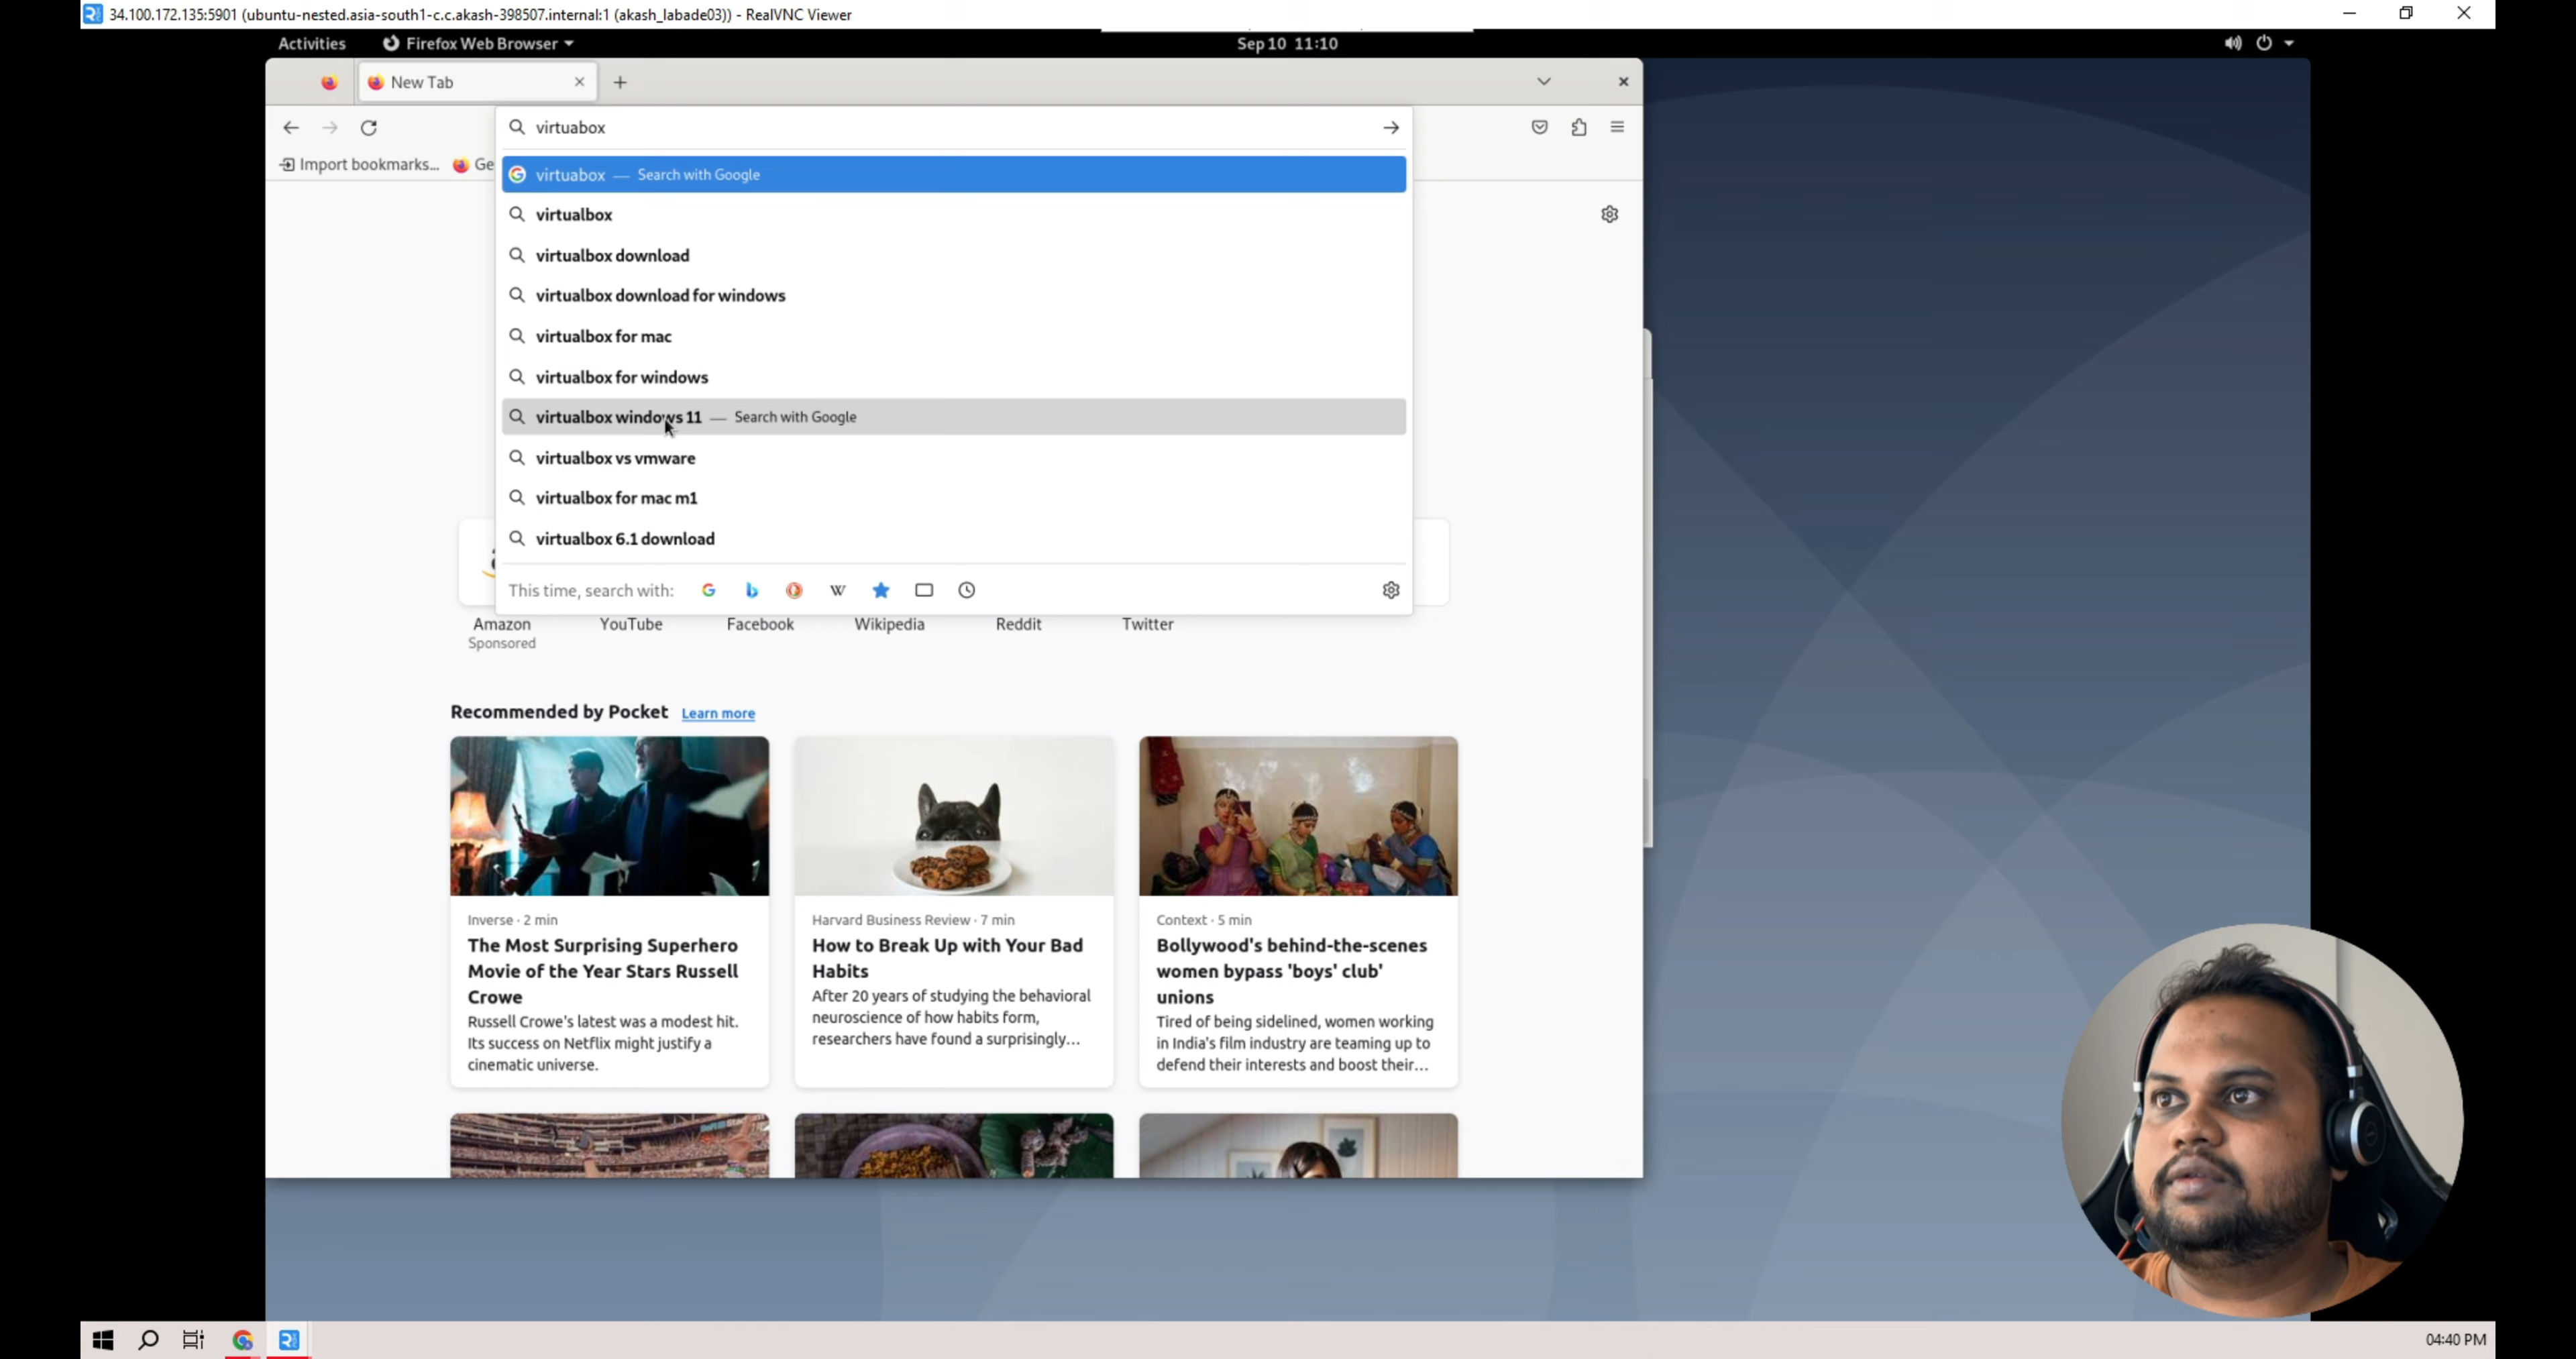 34.100.172.135:5901 (ubuntu-nested.asia-south1-c.c.akash-398507.internal:1 (akash_labade03)) - RealVNC Viewer
Activities
Firefox Web Browser
Sep 10 11:10
New Tab
virtuabox
Import bookmarks...
Ge
virtuabox — Search with Google
virtualbox
virtualbox download
virtualbox download for windows
virtualbox for mac
virtualbox for windows
virtualbox windows 11 — Search with Google
virtualbox vs vmware
virtualbox for mac m1
virtualbox 6.1 download
This time, search with:
Amazon
Sponsored
YouTube
Facebook
Wikipedia
Reddit
Twitter
Recommended by Pocket
Learn more
Inverse · 2 min
The Most Surprising Superhero
Movie of the Year Stars Russell
Crowe
Russell Crowe's latest was a modest hit.
Its success on Netflix might justify a
cinematic universe.
Harvard Business Review · 7 min
How to Break Up with Your Bad
Habits
After 20 years of studying the behavioral
neuroscience of how habits form,
researchers have found a surprisingly...
Context · 5 min
Bollywood's behind-the-scenes
women bypass 'boys' club'
unions
Tired of being sidelined, women working
in India's film industry are teaming up to
defend their interests and boost their...
04:40 PM